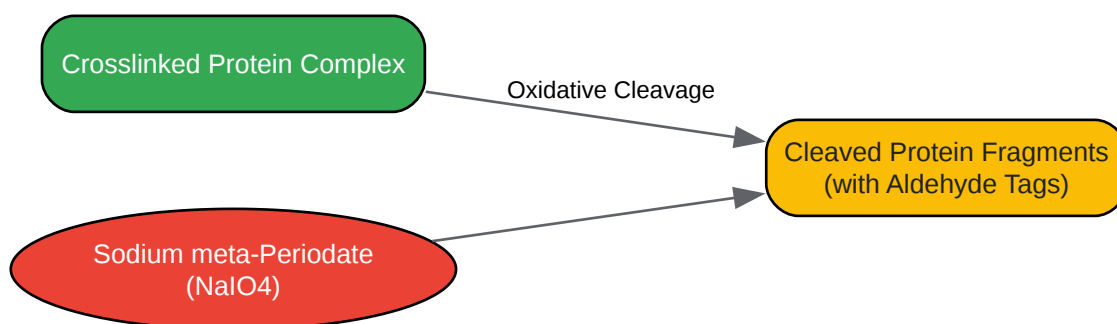 Crosslinked Protein Complex
Oxidative Cleavage
Cleaved Protein Fragments
(with Aldehyde Tags)
Sodium meta-Periodate
(NaIO4)